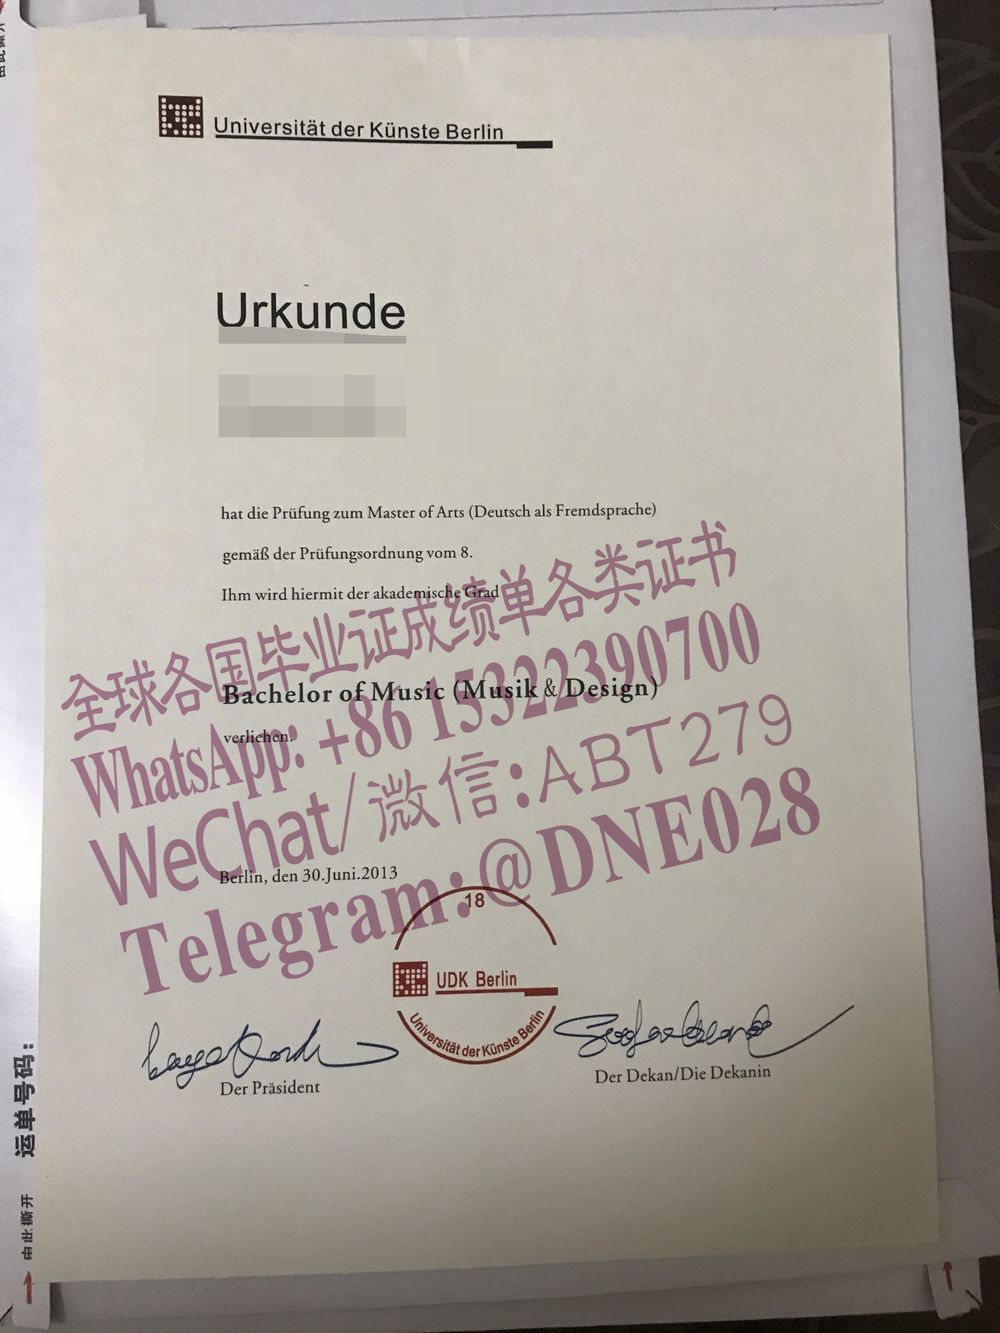 Universität der Künste Berlin
Urkunde
hat die Prüfung zum Master of Arts (Deutsch als Fremdsprache)
gemäß der Prüfungsordnung vom 8.
Ihm wird hiermit der akademische Grad
全球各国毕业证成绩单各类证书
Bachelor of Music (Musik & Design)
WhatsApp: +86 15322390700
verliehen.
WeChat/微信:ABT279
Berlin, den 30.Juni.2013
Telegram:@DNE028
18
UDK Berlin
Universität der Künste Berlin
Der Präsident
Der Dekan/Die Dekanin
运单号码:
由此撕开